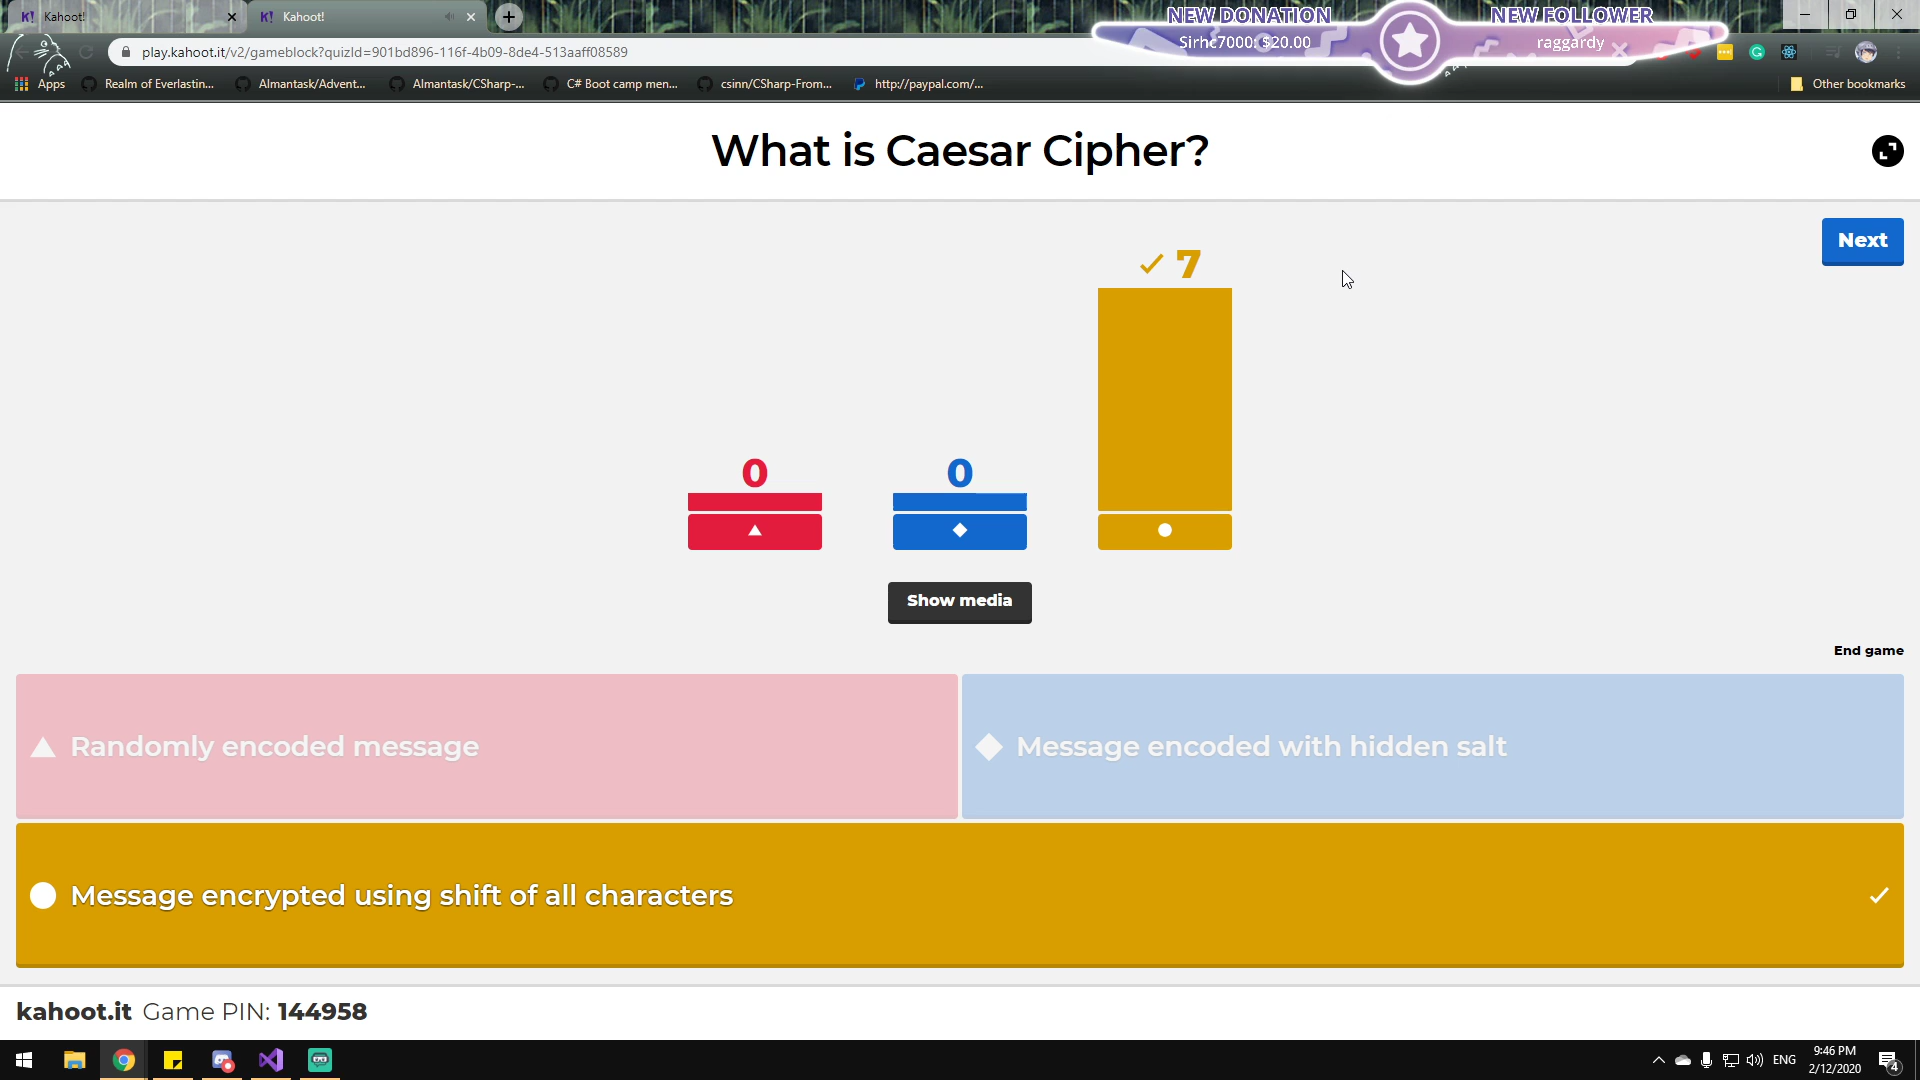 Kahoot!
Kahoot!
NEW DONATION
Sirhc7000: $20.00
NEW FOLLOWER
raggardy
play.kahoot.it/v2/gameblock?quizId=901bd896-116f-4b09-8de4-513aaff08589
Apps
Realm of Everlastin...
Almantask/Advent...
Almantask/CSharp-...
C# Boot camp men...
csinn/CSharp-From...
http://paypal.com/...
Other bookmarks
What is Caesar Cipher?
Next
7
0
0
Show media
End game
Randomly encoded message
Message encoded with hidden salt
Message encrypted using shift of all characters
kahoot.it Game PIN: 144958
ENG
9:46 PM
2/12/2020
4